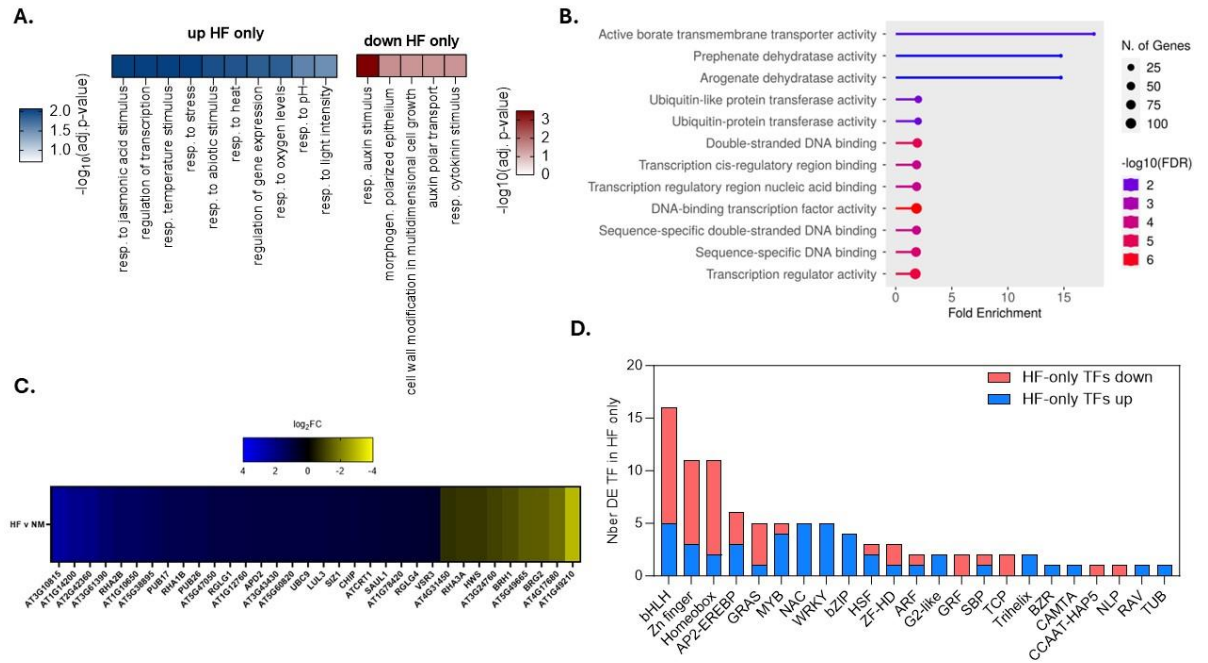 A.
up HF only
down HF only
-log10(adj. p-value)
2.0
1.5
1.0
resp. to jasmonic acid stimulus
regulation of transcription
resp. temperature stimulus
resp. to stress
resp. to abiotic stimulus
resp. to heat
regulation of gene expression
resp. to oxygen levels
resp. to pH
resp. to light intensity
resp. auxin stimulus
morphogen. polarized epithelium
cell wall modification in multidimensional cell growth
auxin polar transport
resp. cytokinin stimulus
-log10(adj. p-value)
3
2
1
0
B.
Active borate transmembrane transporter activity
Prephenate dehydratase activity
Arogenate dehydratase activity
Ubiquitin-like protein transferase activity
Ubiquitin-protein transferase activity
Double-stranded DNA binding
Transcription cis-regulatory region binding
Transcription regulatory region nucleic acid binding
DNA-binding transcription factor activity
Sequence-specific double-stranded DNA binding
Sequence-specific DNA binding
Transcription regulator activity
0 5 10 15
Fold Enrichment
N. of Genes
25
50
75
100
-log10(FDR)
2
3
4
5
6
C.
log2FC
4 2 0 -2 -4
HF v NM
AT3G10815
AT1G14200
AT2G42360
AT3G61390
RHA2B
AT1G10650
AT5G39895
PUB17
RHA1B
PUB26
AT5G47050
RGLG1
AT1G12760
APD2
AT3G43430
AT5G60820
UBC9
LUL3
SIZ1
CHIP
ATCRT1
SAUL1
AT1G78420
RGLG4
VSR3
AT4G31450
RHA3A
HWS
AT3G24760
BRH1
AT5G49665
BRG2
AT4G17680
AT1G49210
D.
Nber DE TF in HF only
20
15
10
5
0
HF-only TFs down
HF-only TFs up
bHLH
Zn finger
Homeobox
AP2-EREBP
GRAS
MYB
NAC
WRKY
bZIP
HSF
ZF-HD
ARF
G2-like
GRF
SBP
TCP
Trihelix
BZR
CAMTA
CCAAT-HAP5
NLP
RAV
TUB